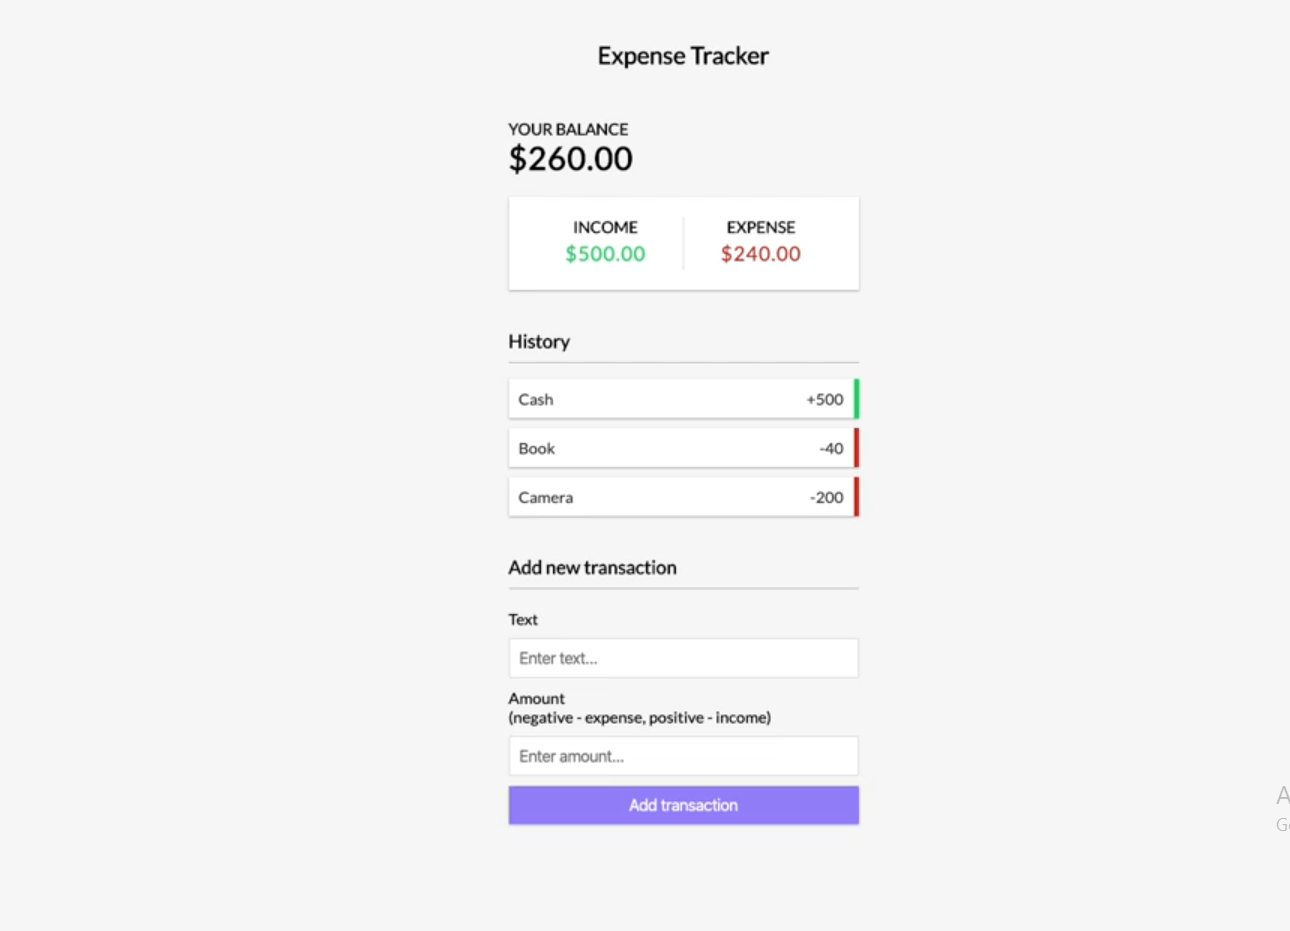 Expense Tracker
YOUR BALANCE
$260.00
INCOME EXPENSE
$500.00 $240.00
History
Cash +500
Book -40
Camera -200
Add new transaction
Text
Enter text...
Amount
(negative - expense, positive - income)
Enter amount...
Add transaction